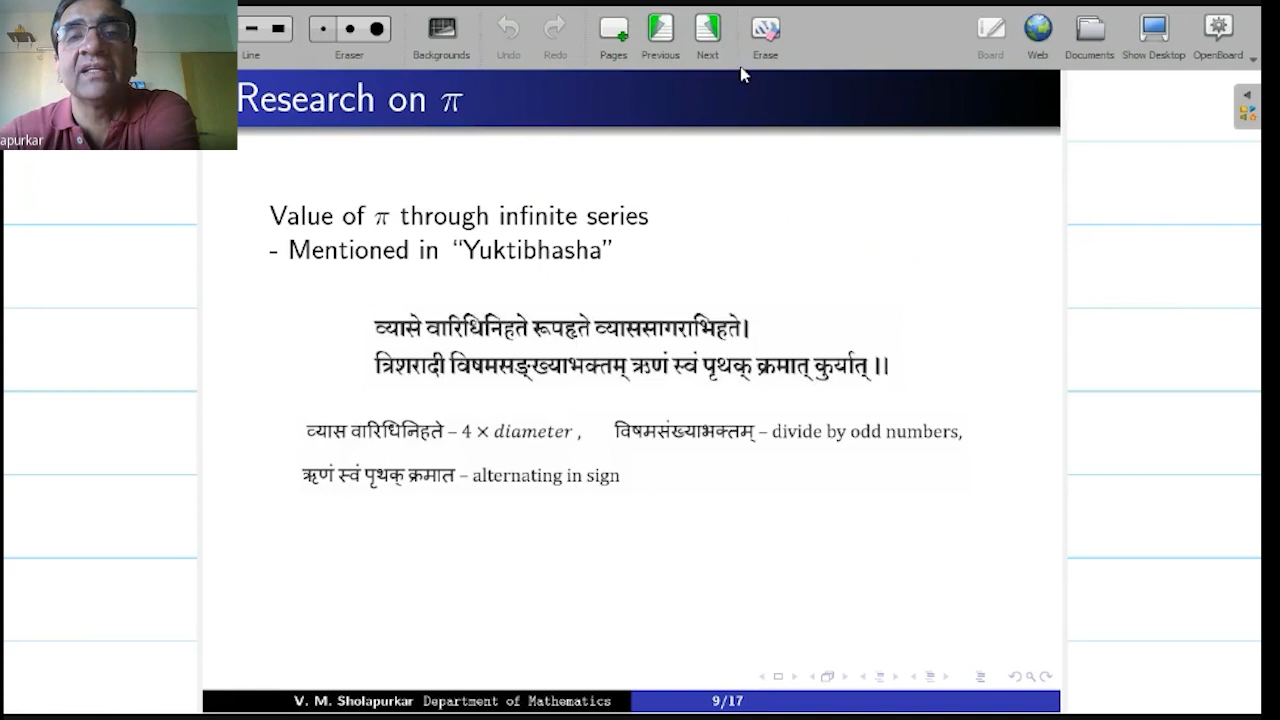 Line Eraser Backgrounds Undo Redo Pages Previous Next Erase Board Web Documents Show Desktop OpenBoard
apurkar
Research on π
Value of π through infinite series
- Mentioned in “Yuktibhasha”
व्यासे वारिधिनिहते रूपहृते व्याससागराभिहते।
त्रिशरादी विषमसङ्ख्याभक्तम् ऋणं स्वं पृथक् क्रमात् कुर्यात् ।।
व्यास वारिधिनिहते – 4 × diameter , विषमसंख्याभक्तम् – divide by odd numbers,
ऋणं स्वं पृथक् क्रमात – alternating in sign
V. M. Sholapurkar Department of Mathematics 9/17